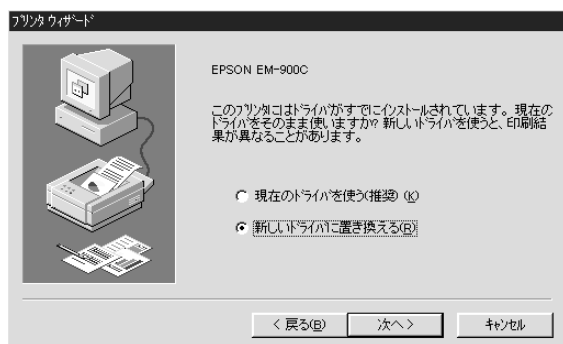 ﾌﾟﾘﾝﾀ ｳｨｻﾞｰﾄﾞ
EPSON EM-900C
このﾌﾟﾘﾝﾀにはﾄﾞﾗｲﾊﾞがすでにｲﾝｽﾄｰﾙされています。現在の
ﾄﾞﾗｲﾊﾞをそのまま使いますか? 新しいﾄﾞﾗｲﾊﾞを使うと、印刷結
果が異なることがあります。
現在のﾄﾞﾗｲﾊﾞを使う(推奨) (K)
新しいﾄﾞﾗｲﾊﾞに置き換える(R)
< 戻る(B) 次へ > ｷｬﾝｾﾙ